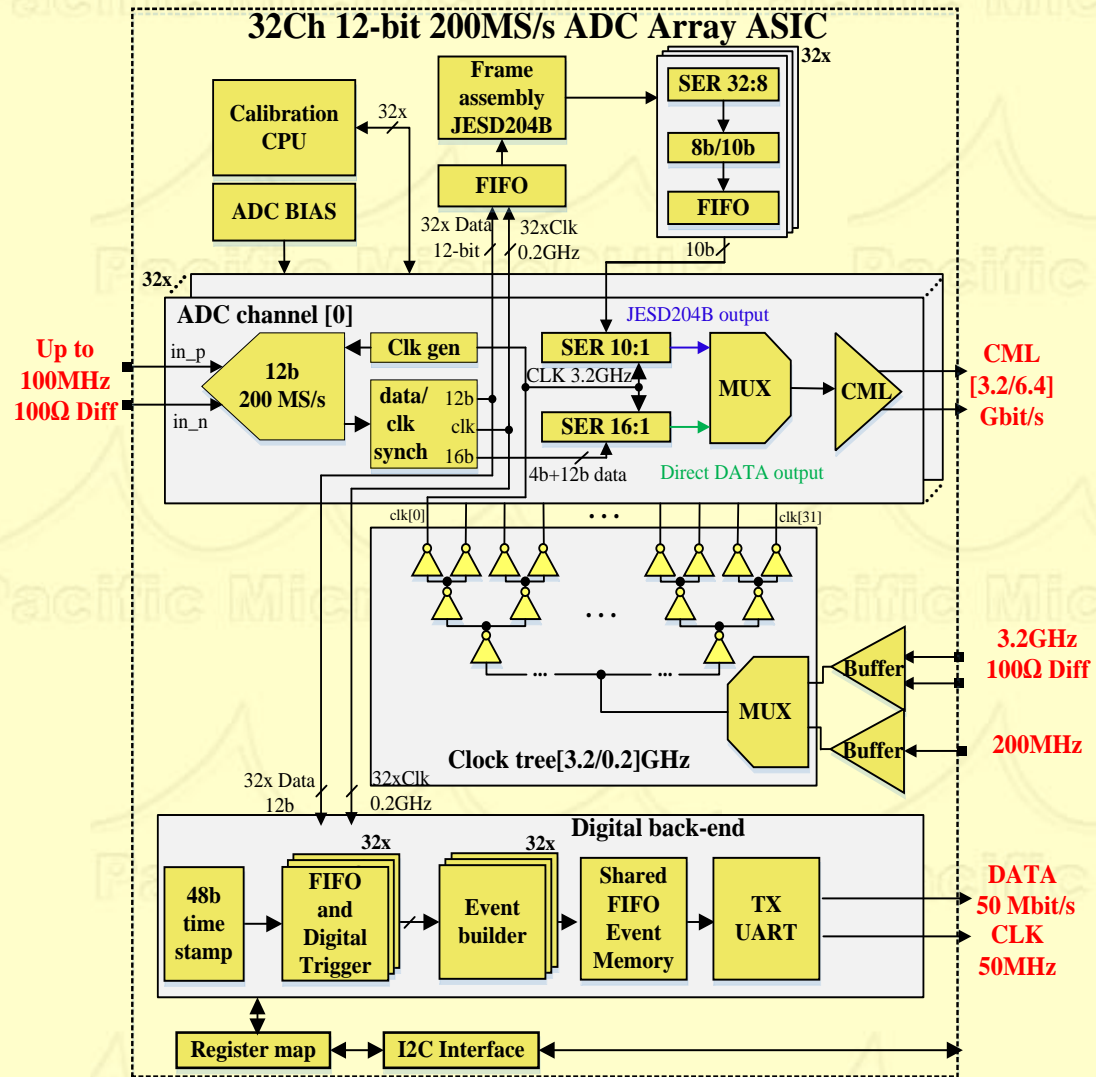 32Ch 12-bit 200MS/s ADC Array ASIC
Calibration
CPU
32x
Frame
assembly
JESD204B
FIFO
32x
SER 32:8
8b/10b
FIFO
ADC BIAS
32x Data
12-bit
32xClk
0.2GHz
10b
32x
ADC channel [0]
Up to
100MHz
100Ω Diff
in_p
in_n
12b
200 MS/s
Clk gen
data/
clk
synch
12b
clk
16b
JESD204B output
SER 10:1
CLK 3.2GHz
SER 16:1
4b+12b data
Direct DATA output
MUX
CML
CML
[3.2/6.4]
Gbit/s
clk[0]
...
clk[31]
...
...
...
MUX
Buffer
Buffer
3.2GHz
100Ω Diff
200MHz
Clock tree[3.2/0.2]GHz
32x Data
12b
32xClk
0.2GHz
Digital back-end
48b
time
stamp
32x
FIFO
and
Digital
Trigger
32x
Event
builder
Shared
FIFO
Event
Memory
TX
UART
DATA
50 Mbit/s
CLK
50MHz
Register map
I2C Interface